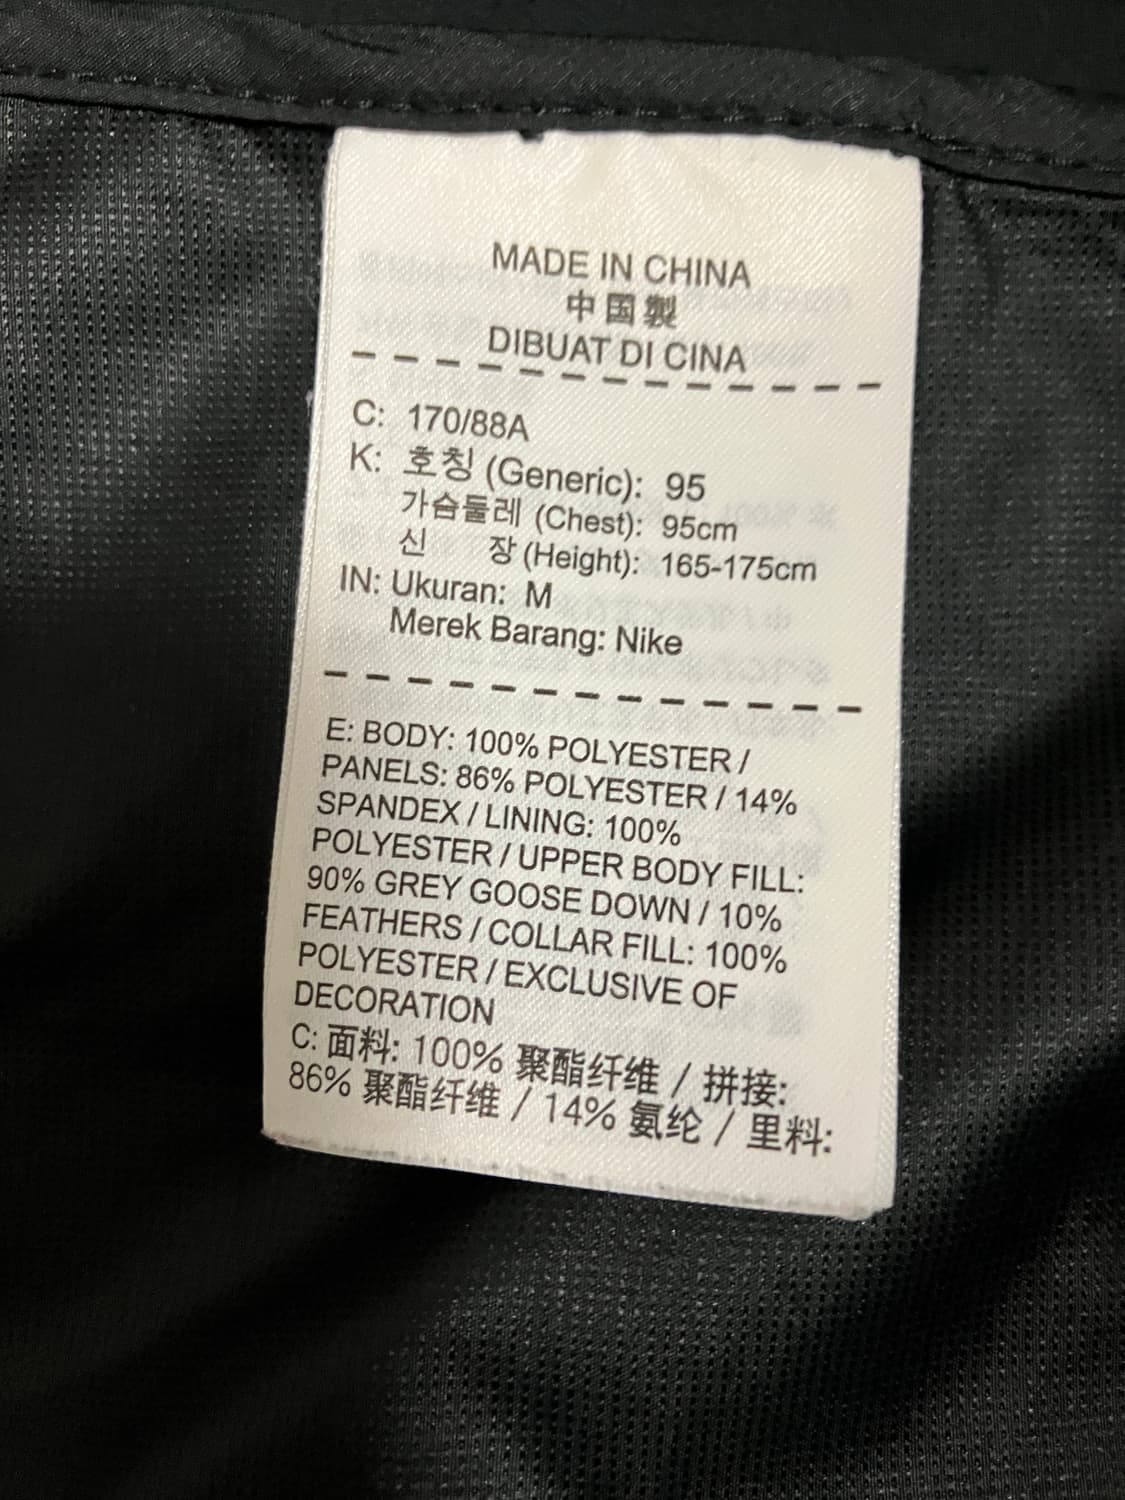 MADE IN CHINA
中国製
DIBUAT DI CINA
C: 170/88A
K: 호칭 (Generic): 95
가슴둘레 (Chest): 95cm
신 장 (Height): 165-175cm
IN: Ukuran: M
Merek Barang: Nike
E: BODY: 100% POLYESTER /
PANELS: 86% POLYESTER / 14%
SPANDEX / LINING: 100%
POLYESTER / UPPER BODY FILL:
90% GREY GOOSE DOWN / 10%
FEATHERS / COLLAR FILL: 100%
POLYESTER / EXCLUSIVE OF
DECORATION
C: 面料: 100% 聚酯纤维 / 拼接:
86% 聚酯纤维 / 14% 氨纶 / 里料: